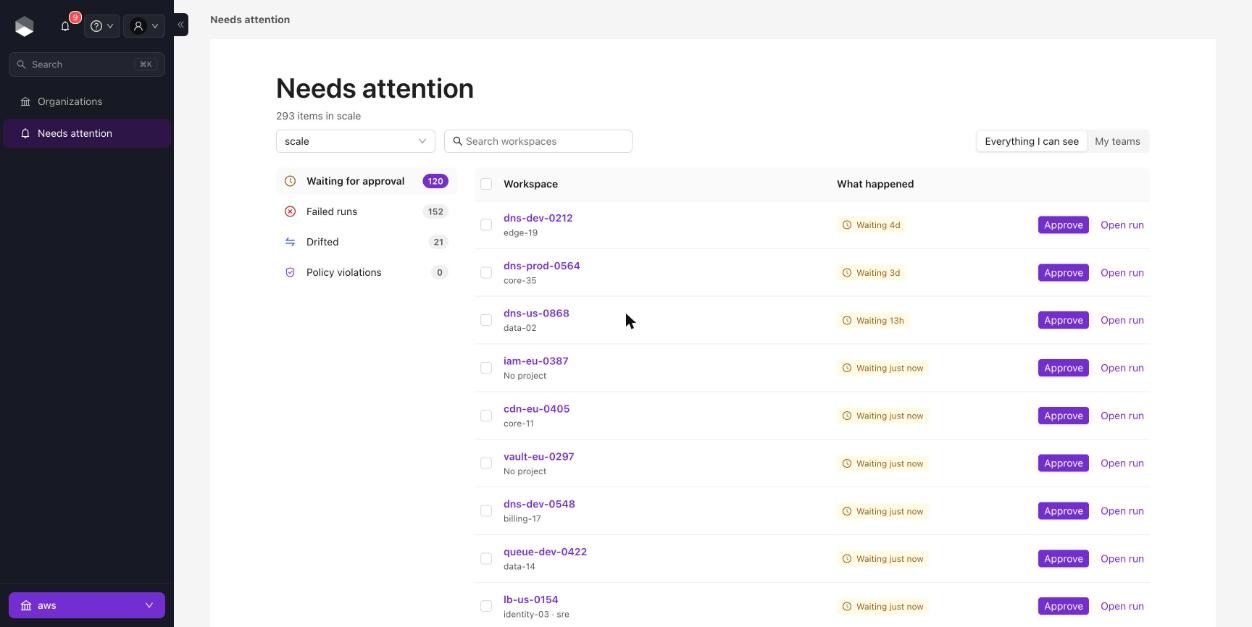 9
Needs attention
Search ⌘K
Organizations
Needs attention
Needs attention
293 items in scale
scale
Search workspaces
Everything I can see My teams
Waiting for approval 120
Failed runs 152
Drifted 21
Policy violations 0
Workspace What happened
dns-dev-0212
edge-19
Waiting 4d Approve Open run
dns-prod-0564
core-35
Waiting 3d Approve Open run
dns-us-0868
data-02
Waiting 13h Approve Open run
iam-eu-0387
No project
Waiting just now Approve Open run
cdn-eu-0405
core-11
Waiting just now Approve Open run
vault-eu-0297
No project
Waiting just now Approve Open run
dns-dev-0548
billing-17
Waiting just now Approve Open run
queue-dev-0422
data-14
Waiting just now Approve Open run
lb-us-0154
identity-03 · sre
Waiting just now Approve Open run
aws